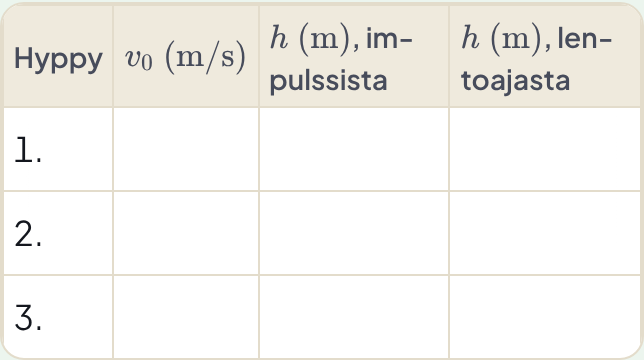 Hyppy v₀ (m/s) h (m), im-
pulssista h (m), len-
toajasta
1.
2.
3.